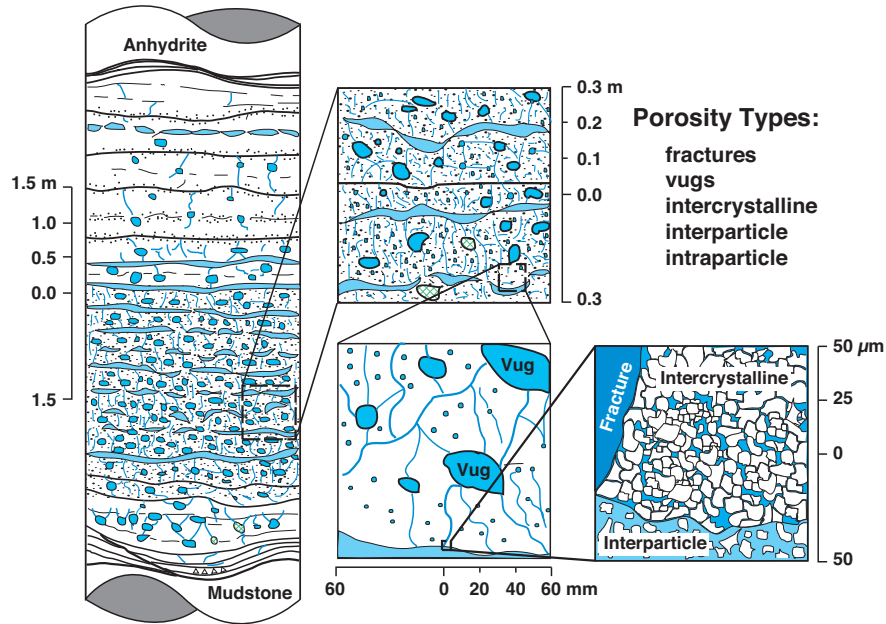 Anhydrite
1.5 m
1.0
0.5
0.0
1.5
Mudstone
0.3 m
0.2
0.1
0.0
0.3
Porosity Types:
fractures
vugs
intercrystalline
interparticle
intraparticle
Vug
Vug
60 0 20 40 60 mm
Fracture
Intercrystalline
Interparticle
50 µm
25
0
50